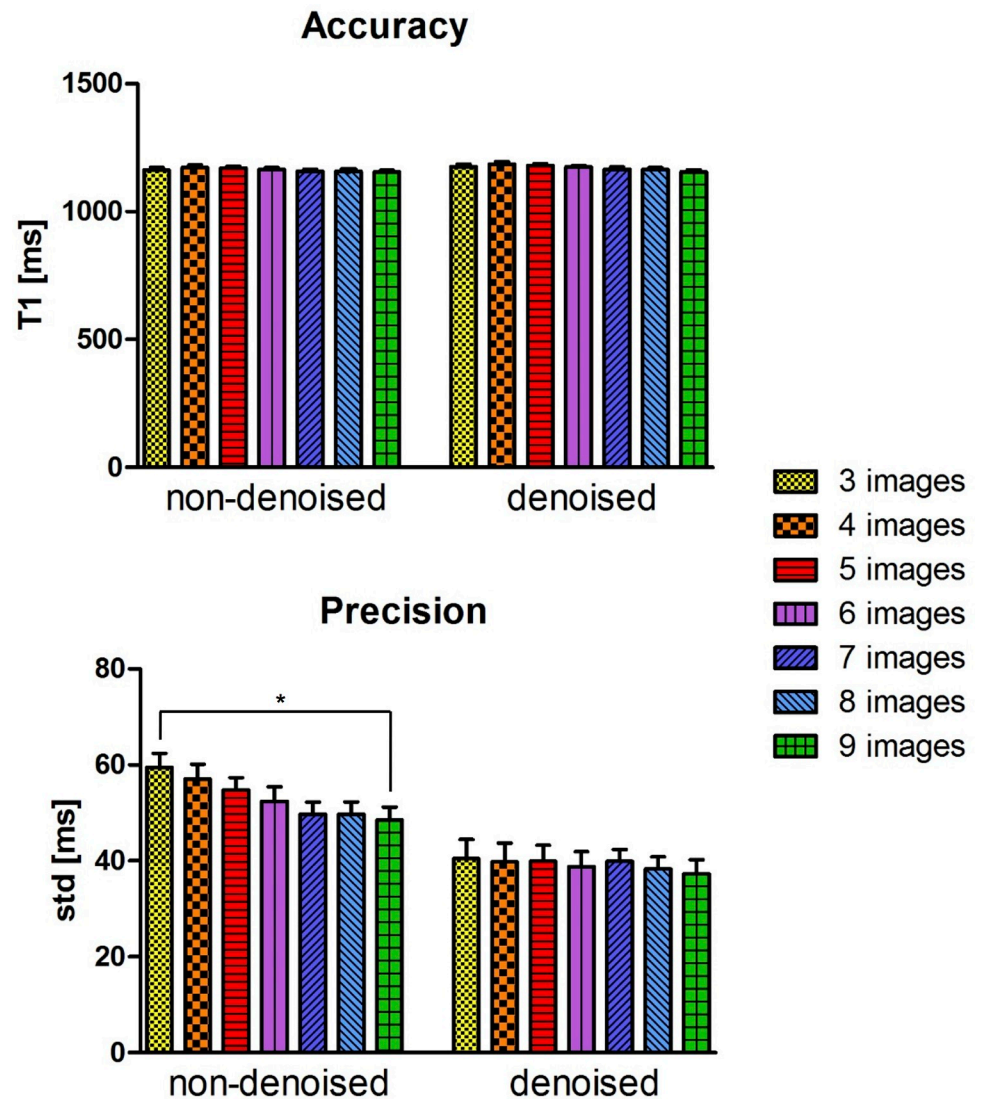 Accuracy
1500
1000
500
0
T1 [ms]
non-denoised
denoised
3 images
4 images
5 images
6 images
7 images
8 images
9 images
Precision
80
60
40
20
0
std [ms]
*
non-denoised
denoised